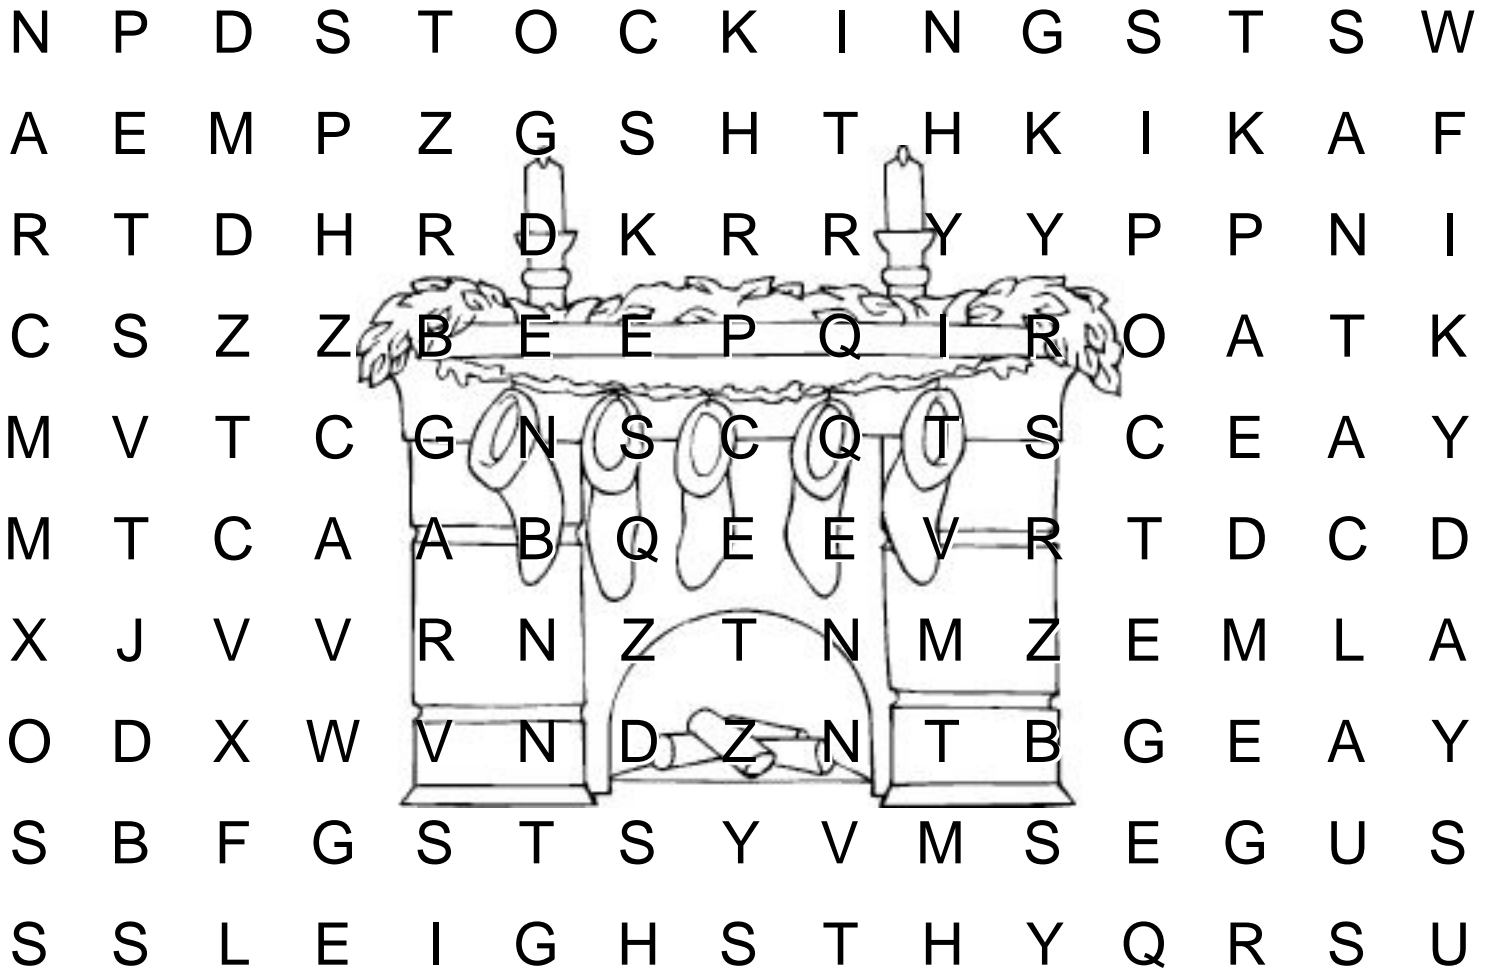 N P D S T O C K I N G S T S W
A E M P Z G S H T H K I K A F
R T D H R D K R R Y Y P P N I
C S Z Z B E E P Q I R O A T K
M V T C G N S C Q T S C E A Y
M T C A A B Q E E V R T D C D
X J V V R N Z T N M Z E M L A
O D X W V N D Z N T B G E A Y
S B F G S T S Y V M S E G U S
S S L E I G H S T H Y Q R S U